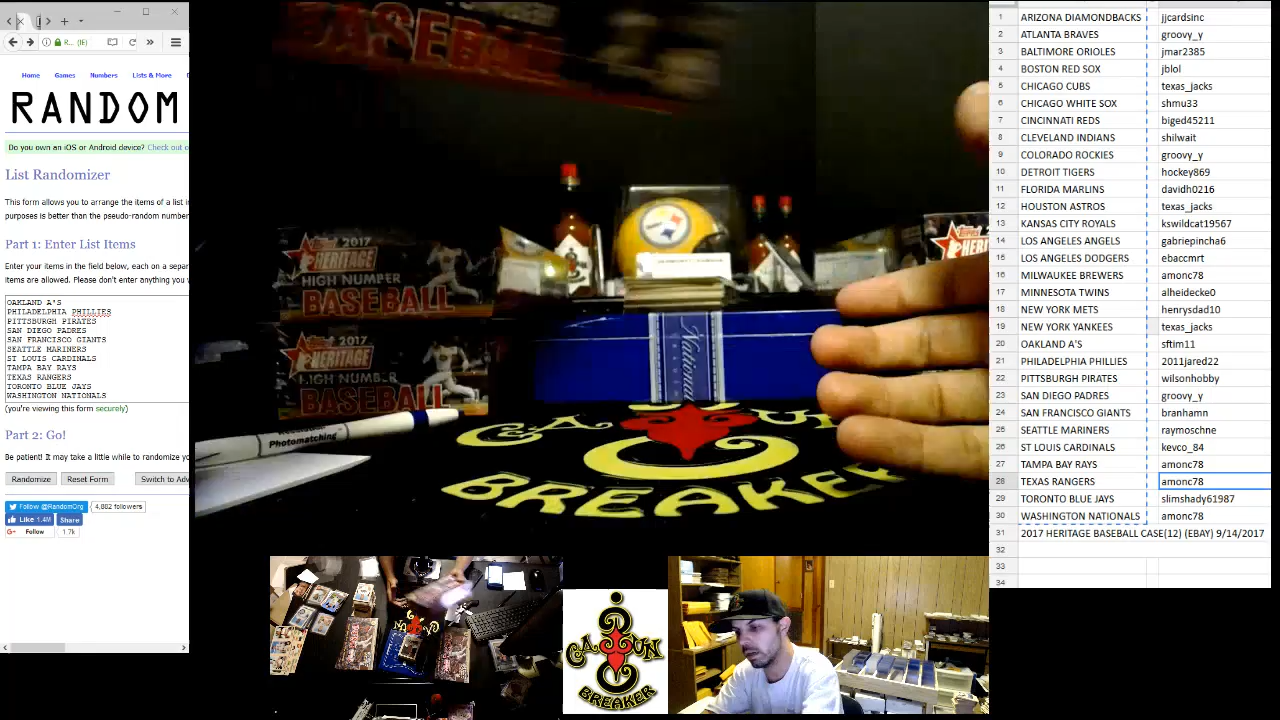 R... (IE)
Home Games Numbers Lists & More
RANDOM
Do you own an iOS or Android device? Check out o
List Randomizer
This form allows you to arrange the items of a list i
purposes is better than the pseudo-random number
Part 1: Enter List Items
Enter your items in the field below, each on a separ
items are allowed. Please don't enter anything you w
OAKLAND A'S
PHILADELPHIA PHILLIES
PITTSBURGH PIRATES
SAN DIEGO PADRES
SAN FRANCISCO GIANTS
SEATTLE MARINERS
ST LOUIS CARDINALS
TAMPA BAY RAYS
TEXAS RANGERS
TORONTO BLUE JAYS
WASHINGTON NATIONALS
(you're viewing this form securely)
Part 2: Go!
Be patient! It may take a little while to randomize yo
Randomize Reset Form Switch to Adv
Follow @RandomOrg 4,882 followers
Like 1.4M Share
Follow 1.7k
BASEBALL
2017
HERITAGE
HIGH NUMBER
BASEBALL
2017
HERITAGE
HIGH NUMBER
BASEBALL
HERI
National
Photomatching
BREAKER
CAJUN
BREAKER
1 ARIZONA DIAMONDBACKS jjcardsinc
2 ATLANTA BRAVES groovy_y
3 BALTIMORE ORIOLES jmar2385
4 BOSTON RED SOX jblol
5 CHICAGO CUBS texas_jacks
6 CHICAGO WHITE SOX shmu33
7 CINCINNATI REDS biged45211
8 CLEVELAND INDIANS shilwait
9 COLORADO ROCKIES groovy_y
10 DETROIT TIGERS hockey869
11 FLORIDA MARLINS davidh0216
12 HOUSTON ASTROS texas_jacks
13 KANSAS CITY ROYALS kswildcat19567
14 LOS ANGELES ANGELS gabriepincha6
15 LOS ANGELES DODGERS ebaccmrt
16 MILWAUKEE BREWERS amonc78
17 MINNESOTA TWINS alheidecke0
18 NEW YORK METS henrysdad10
19 NEW YORK YANKEES texas_jacks
20 OAKLAND A'S sftim11
21 PHILADELPHIA PHILLIES 2011jared22
22 PITTSBURGH PIRATES wilsonhobby
23 SAN DIEGO PADRES groovy_y
24 SAN FRANCISCO GIANTS branhamn
25 SEATTLE MARINERS raymoschne
26 ST LOUIS CARDINALS kevco_84
27 TAMPA BAY RAYS amonc78
28 TEXAS RANGERS amonc78
29 TORONTO BLUE JAYS slimshady61987
30 WASHINGTON NATIONALS amonc78
31 2017 HERITAGE BASEBALL CASE(12) (EBAY) 9/14/2017
32
33
34